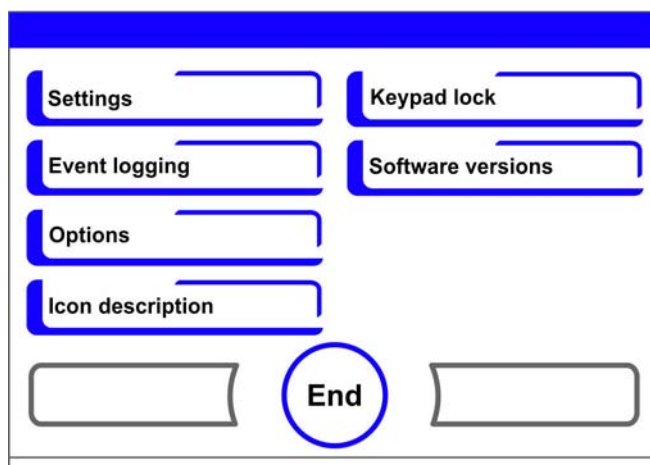 Settings
Keypad lock
Event logging
Software versions
Options
Icon description
End